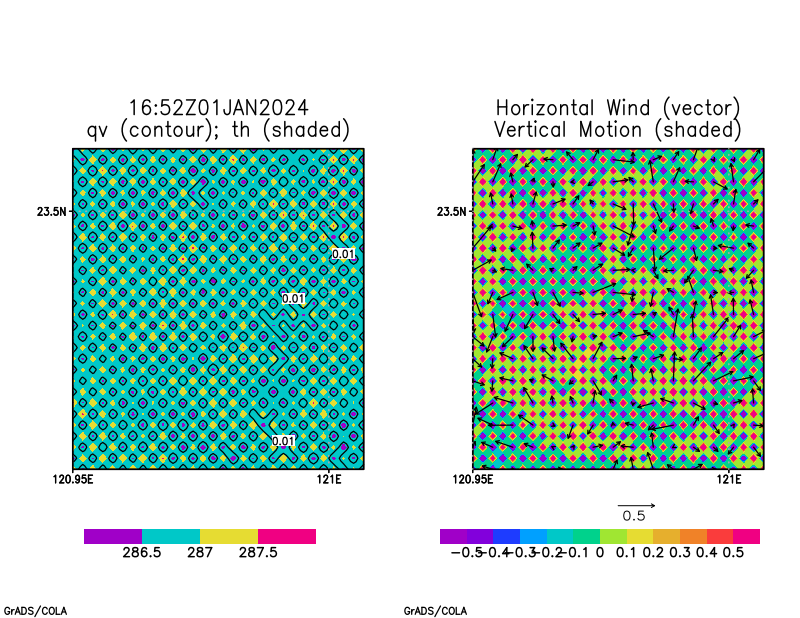 16:52Z01JAN2024
qv (contour); th (shaded)
23.5N
0.01
0.01
0.01
120.95E
121E
286.5
287
287.5
GrADS/COLA
Horizontal Wind (vector)
Vertical Motion (shaded)
23.5N
120.95E
121E
0.5
-0.5 -0.4 -0.3 -0.2 -0.1 0 0.1 0.2 0.3 0.4 0.5
GrADS/COLA